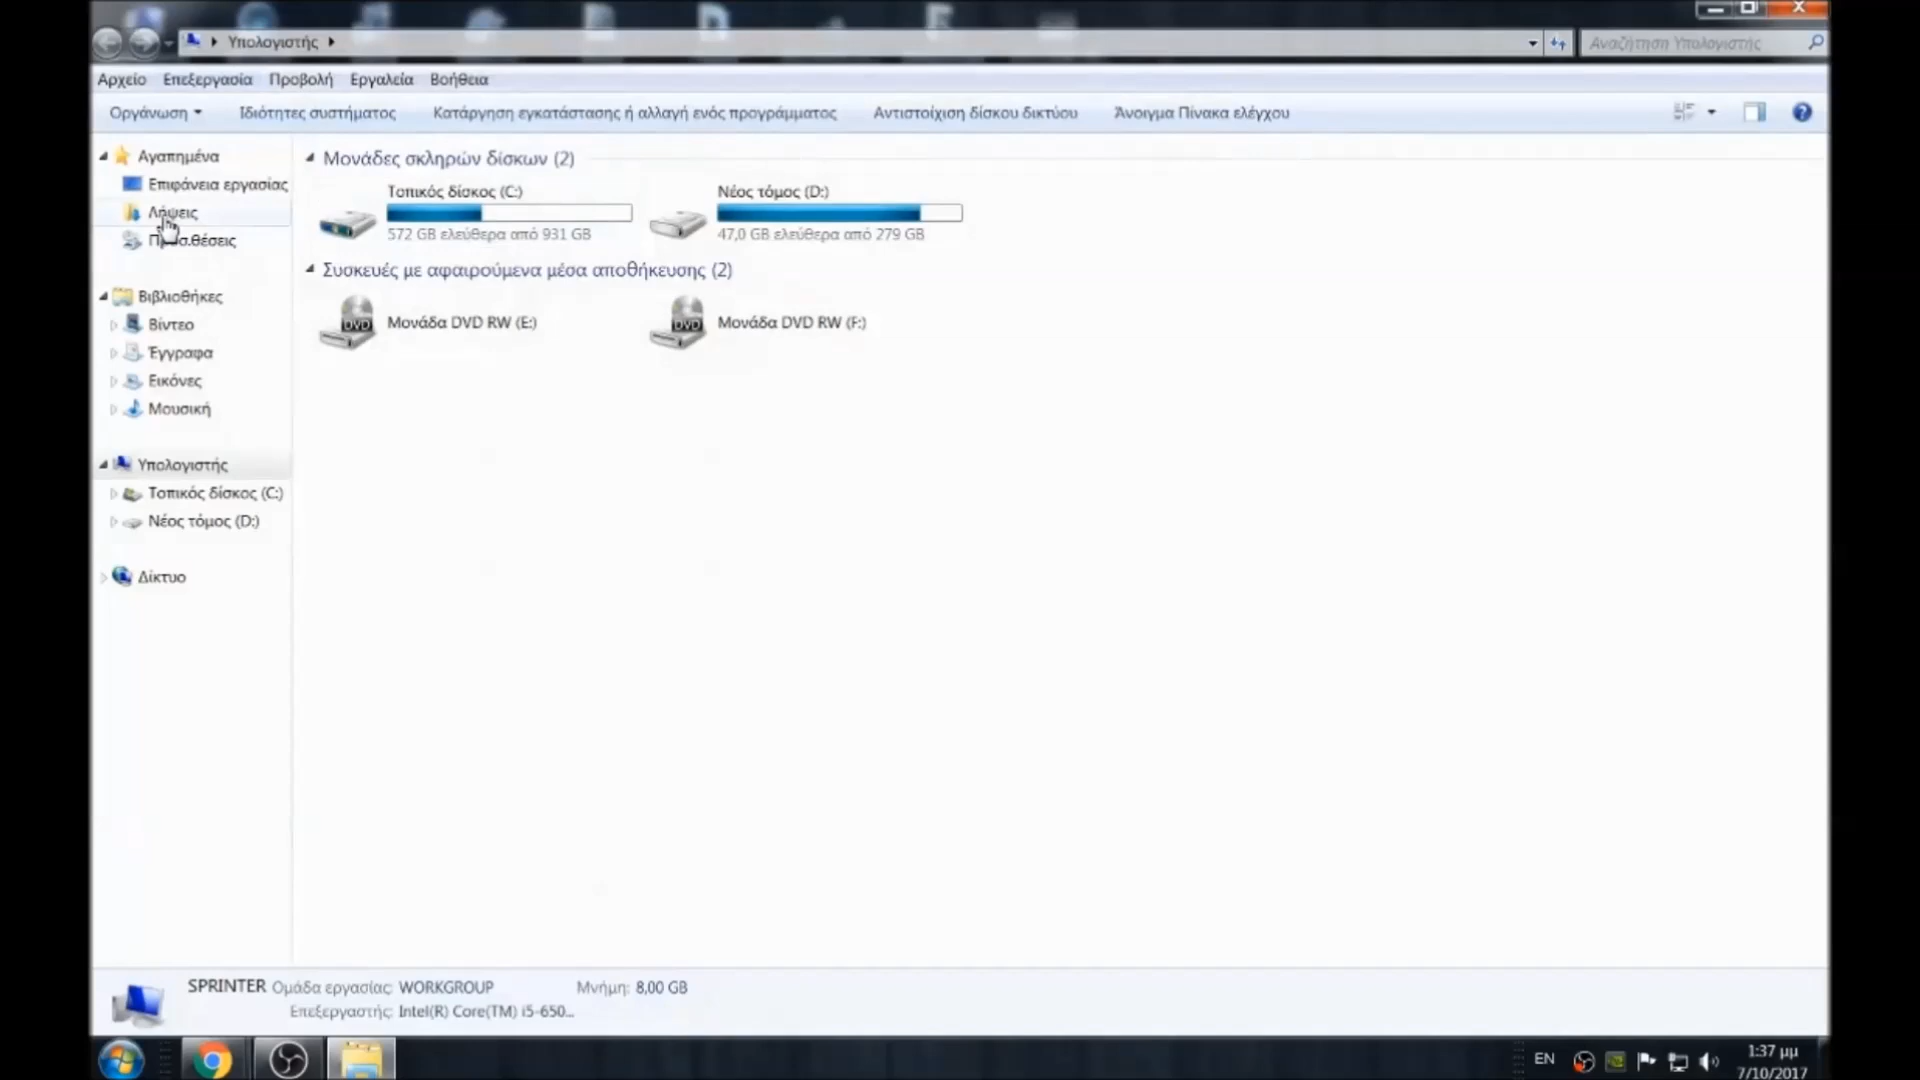 Υπολογιστής
Αναζήτηση Υπολογιστής
Αρχείο Επεξεργασία Προβολή Εργαλεία Βοήθεια
Οργάνωση Ιδιότητες συστήματος Κατάργηση εγκατάστασης ή αλλαγή ενός προγράμματος Αντιστοίχιση δίσκου δικτύου Άνοιγμα Πίνακα ελέγχου
Αγαπημένα
Επιφάνεια εργασίας
Λήψεις
Βιβλιοθήκες
Βίντεο
Έγγραφα
Εικόνες
Μουσική
Υπολογιστής
Τοπικός δίσκος (C:)
Νέος τόμος (D:)
Δίκτυο
Μονάδες σκληρών δίσκων (2)
Τοπικός δίσκος (C:)
572 GB ελεύθερα από 931 GB
Νέος τόμος (D:)
47,0 GB ελεύθερα από 279 GB
Συσκευές με αφαιρούμενα μέσα αποθήκευσης (2)
DVD
Μονάδα DVD RW (E:)
DVD
Μονάδα DVD RW (F:)
SPRINTER Ομάδα εργασίας: WORKGROUP Μνήμη: 8,00 GB
Επεξεργαστής: Intel(R) Core(TM) i5-650...
EN
1:37 μμ
7/10/2017